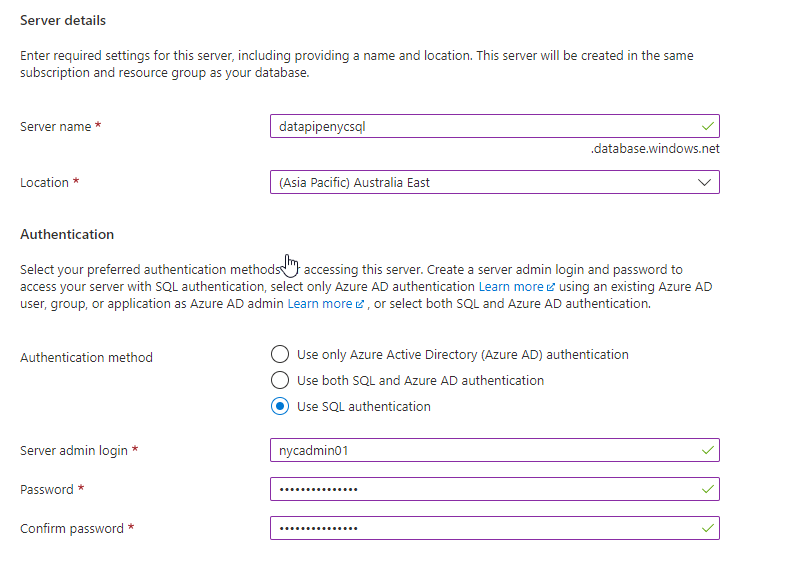 Server details
Enter required settings for this server, including providing a name and location. This server will be created in the same
subscription and resource group as your database.
Server name *
datapipenycsql
.database.windows.net
Location *
(Asia Pacific) Australia East
Authentication
Select your preferred authentication methods accessing this server. Create a server admin login and password to
access your server with SQL authentication, select only Azure AD authentication Learn more using an existing Azure AD
user, group, or application as Azure AD admin Learn more , or select both SQL and Azure AD authentication.
Authentication method
Use only Azure Active Directory (Azure AD) authentication
Use both SQL and Azure AD authentication
Use SQL authentication
Server admin login *
nycadmin01
Password *
•••••••••••••••
Confirm password *
•••••••••••••••